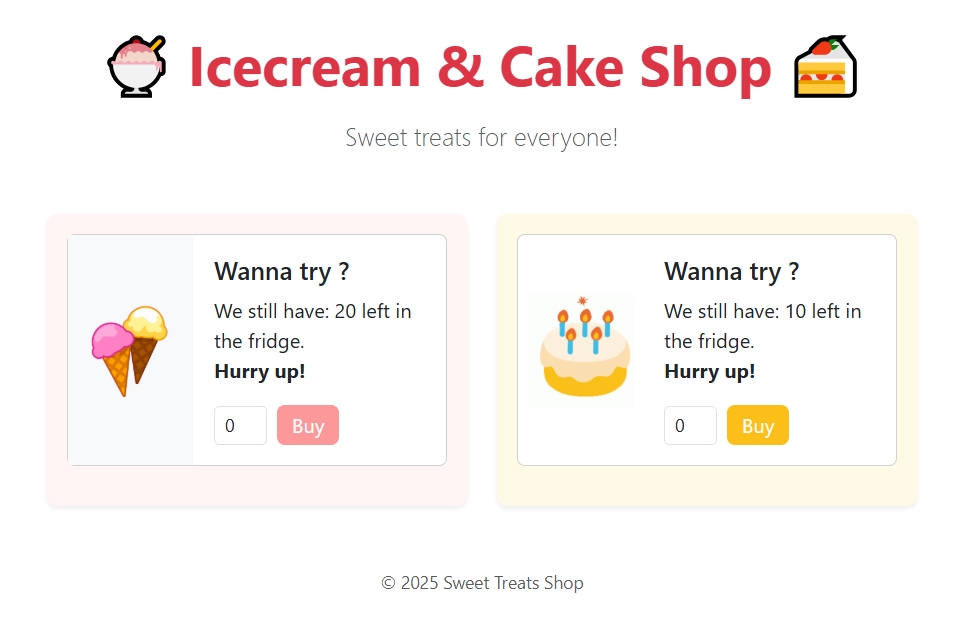 Icecream & Cake Shop
Sweet treats for everyone!
Wanna try ?
We still have: 20 left in
the fridge.
Hurry up!
0
Buy
Wanna try ?
We still have: 10 left in
the fridge.
Hurry up!
0
Buy
© 2025 Sweet Treats Shop